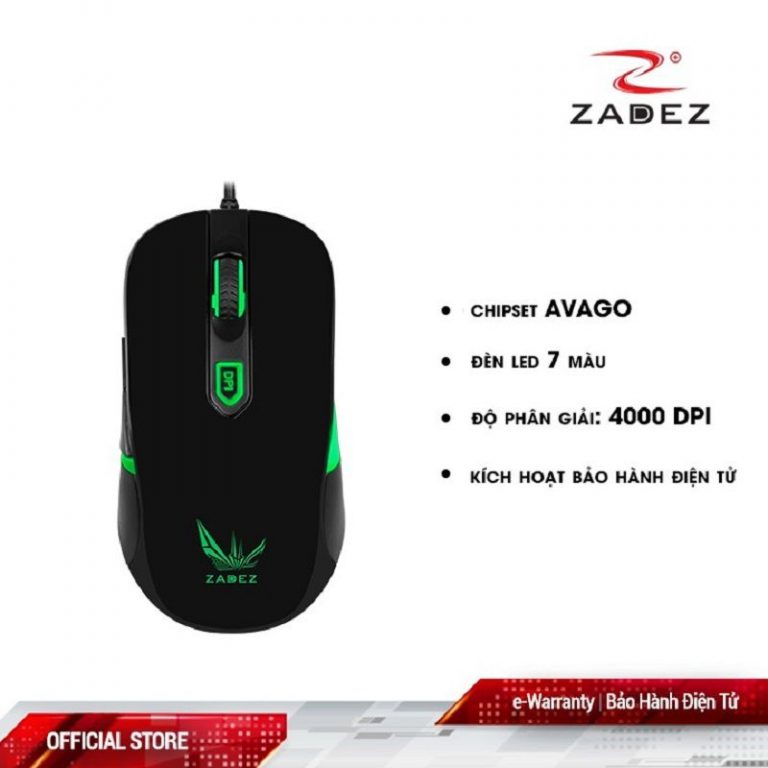 ZADEZ
CHIPSET AVAGO
ĐÈN LED 7 MÀU
ĐỘ PHÂN GIẢI: 4000 DPI
KÍCH HOẠT BẢO HÀNH ĐIỆN TỬ
DPI
ZADEZ
e-Warranty | Bảo Hành Điện Tử
OFFICIAL STORE